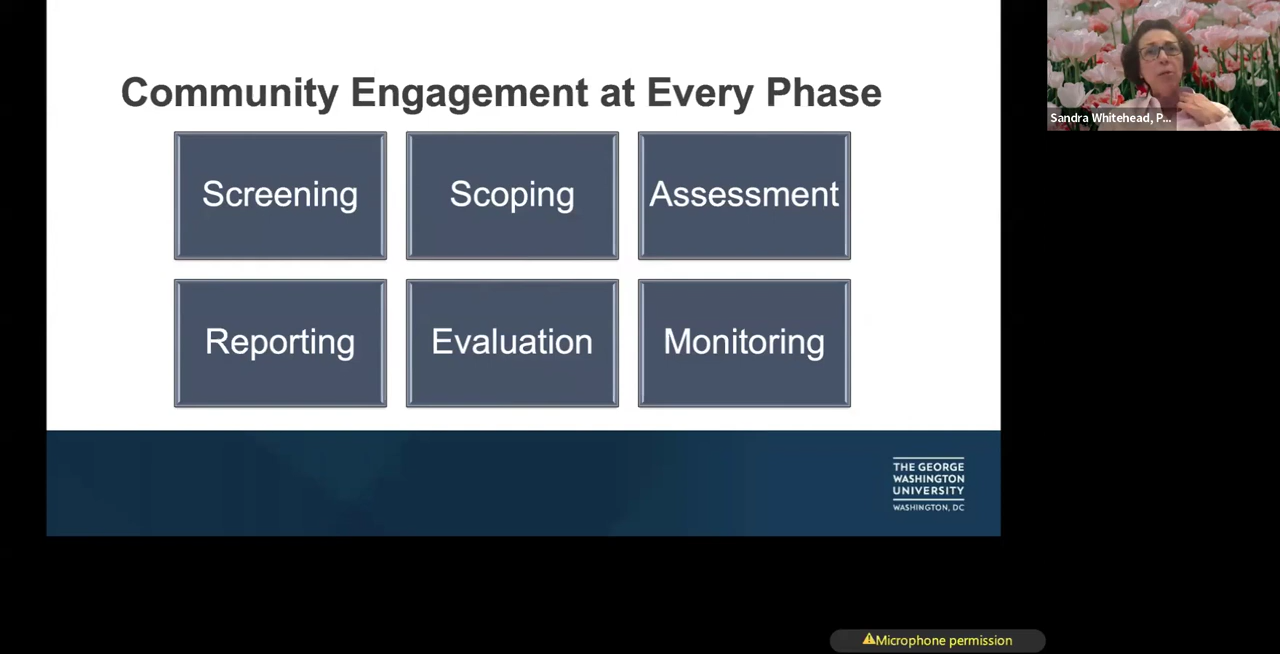 Community Engagement at Every Phase
Screening
Scoping
Assessment
Reporting
Evaluation
Monitoring
THE GEORGE
WASHINGTON
UNIVERSITY
WASHINGTON, DC
Sandra Whitehead, P...
⚠Microphone permission